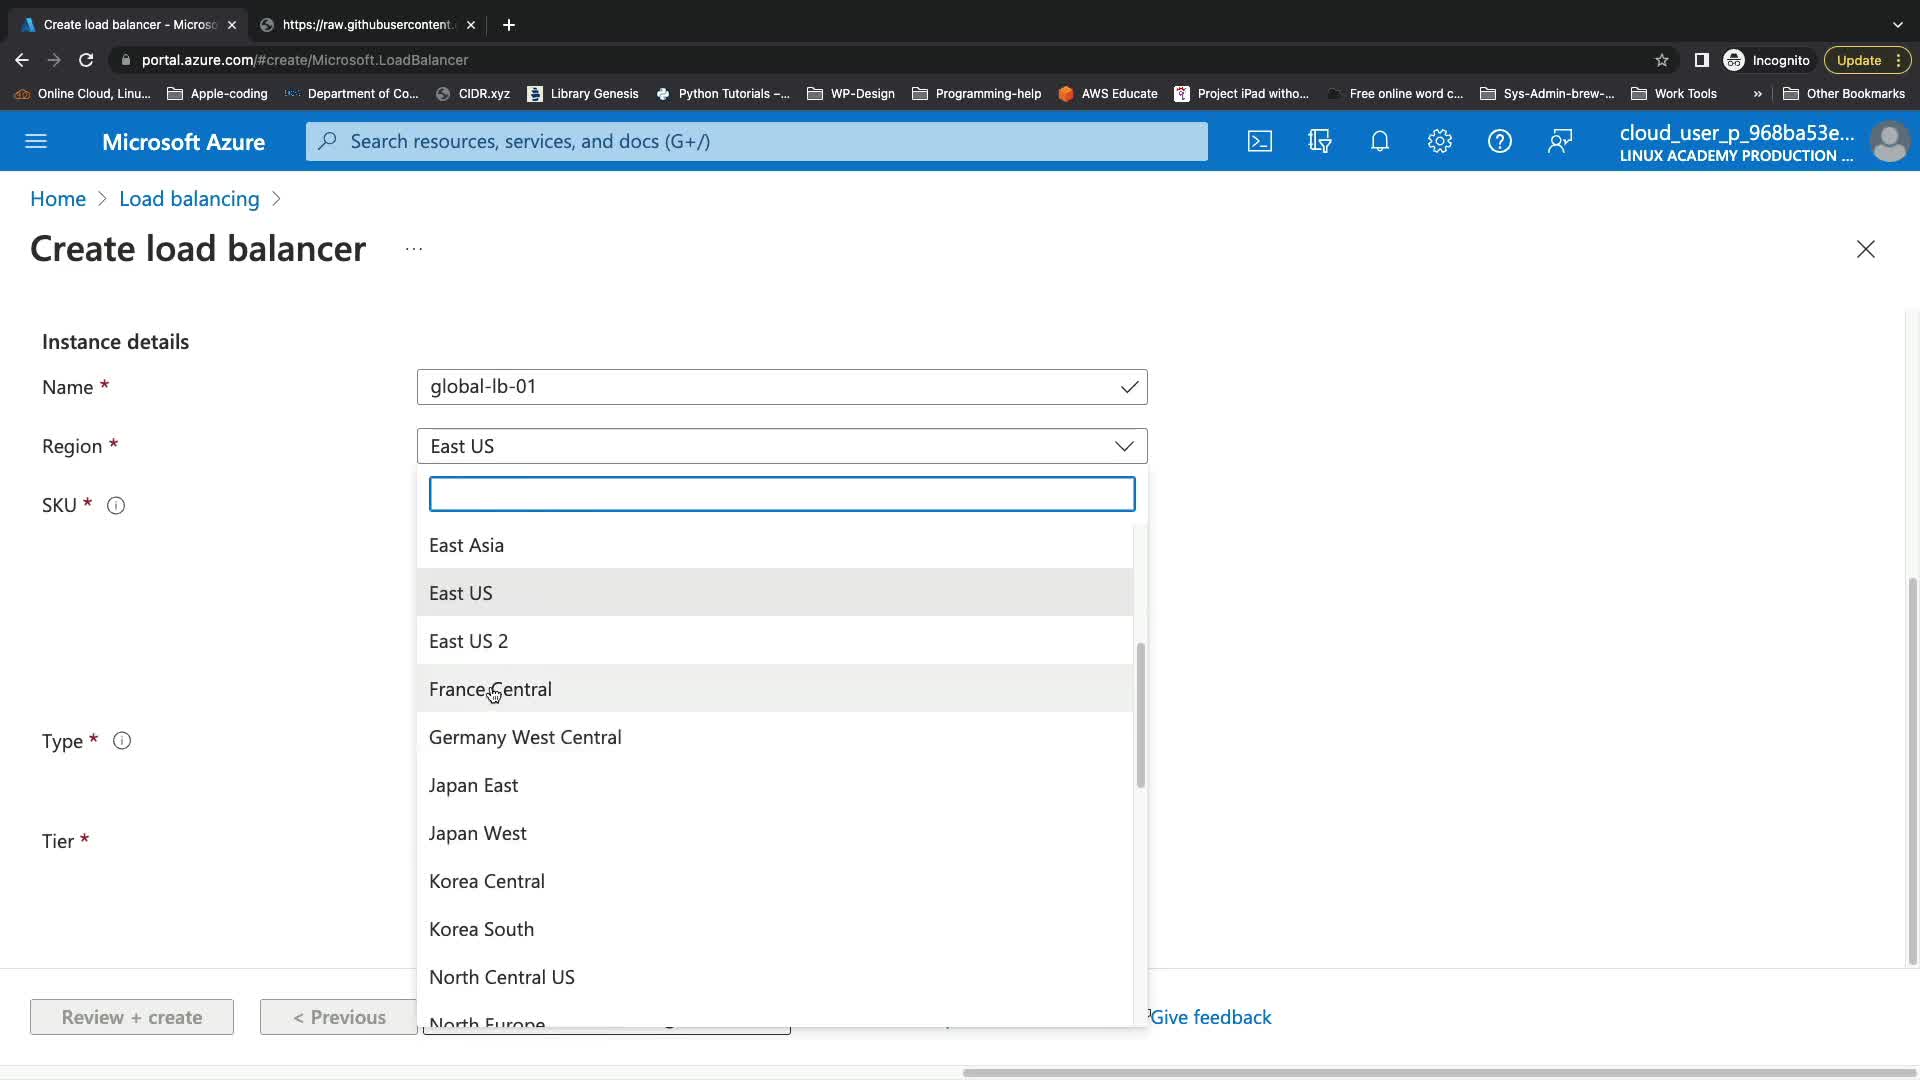 Create load balancer - Microso
https://raw.githubusercontent.
portal.azure.com/#create/Microsoft.LoadBalancer
Incognito
Update
Online Cloud, Linu...
Apple-coding
Department of Co...
CIDR.xyz
Library Genesis
Python Tutorials –...
WP-Design
Programming-help
AWS Educate
Project iPad witho...
Free online word c...
Sys-Admin-brew-...
Work Tools
»
Other Bookmarks
Microsoft Azure
Search resources, services, and docs (G+/)
cloud_user_p_968ba53e...
LINUX ACADEMY PRODUCTION ...
Home > Load balancing >
Create load balancer ...
Instance details
Name *
global-lb-01
Region *
East US
SKU *
East Asia
East US
East US 2
France Central
Germany West Central
Type *
Japan East
Japan West
Tier *
Korea Central
Korea South
North Central US
North Europe
Review + create
< Previous
Give feedback